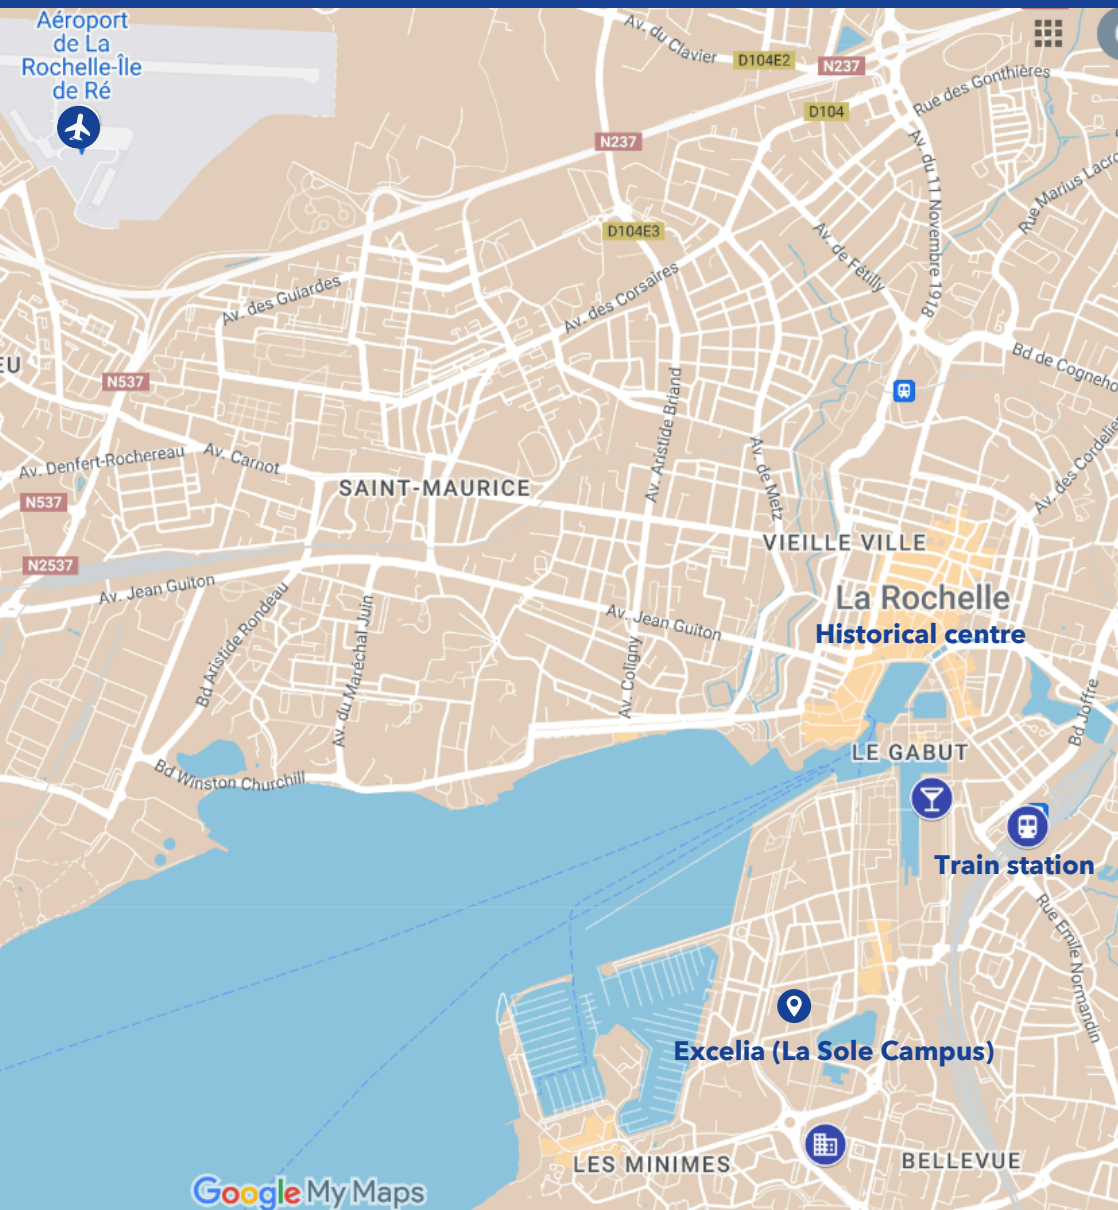 Aéroport
de La
Rochelle-Île
de Ré
Av. du Clavier
D104E2
N237
Rue des Gonthières
D104
N237
Av. du 11 Novembre 1918
Rue Marius Lacro
D104E3
Av. de Fétilly
Av. des Guiardes
Av. des Corsaires
EU
Bd de Cogneho
N537
Av. Aristide Briand
Av. des Cordelie
Av. Denfert-Rochereau
Av. Carnot
Av. de Metz
N537
SAINT-MAURICE
VIEILLE VILLE
N2537
Av. Jean Guiton
La Rochelle
Historical centre
Bd Aristide Rondeau
Av. du Maréchal Juin
Av. Jean Guiton
Av. Coligny
Bd Joffre
LE GABUT
Bd Winston Churchill
Train station
Rue Emile Normandin
Excelia (La Sole Campus)
LES MINIMES
BELLEVUE
Google My Maps